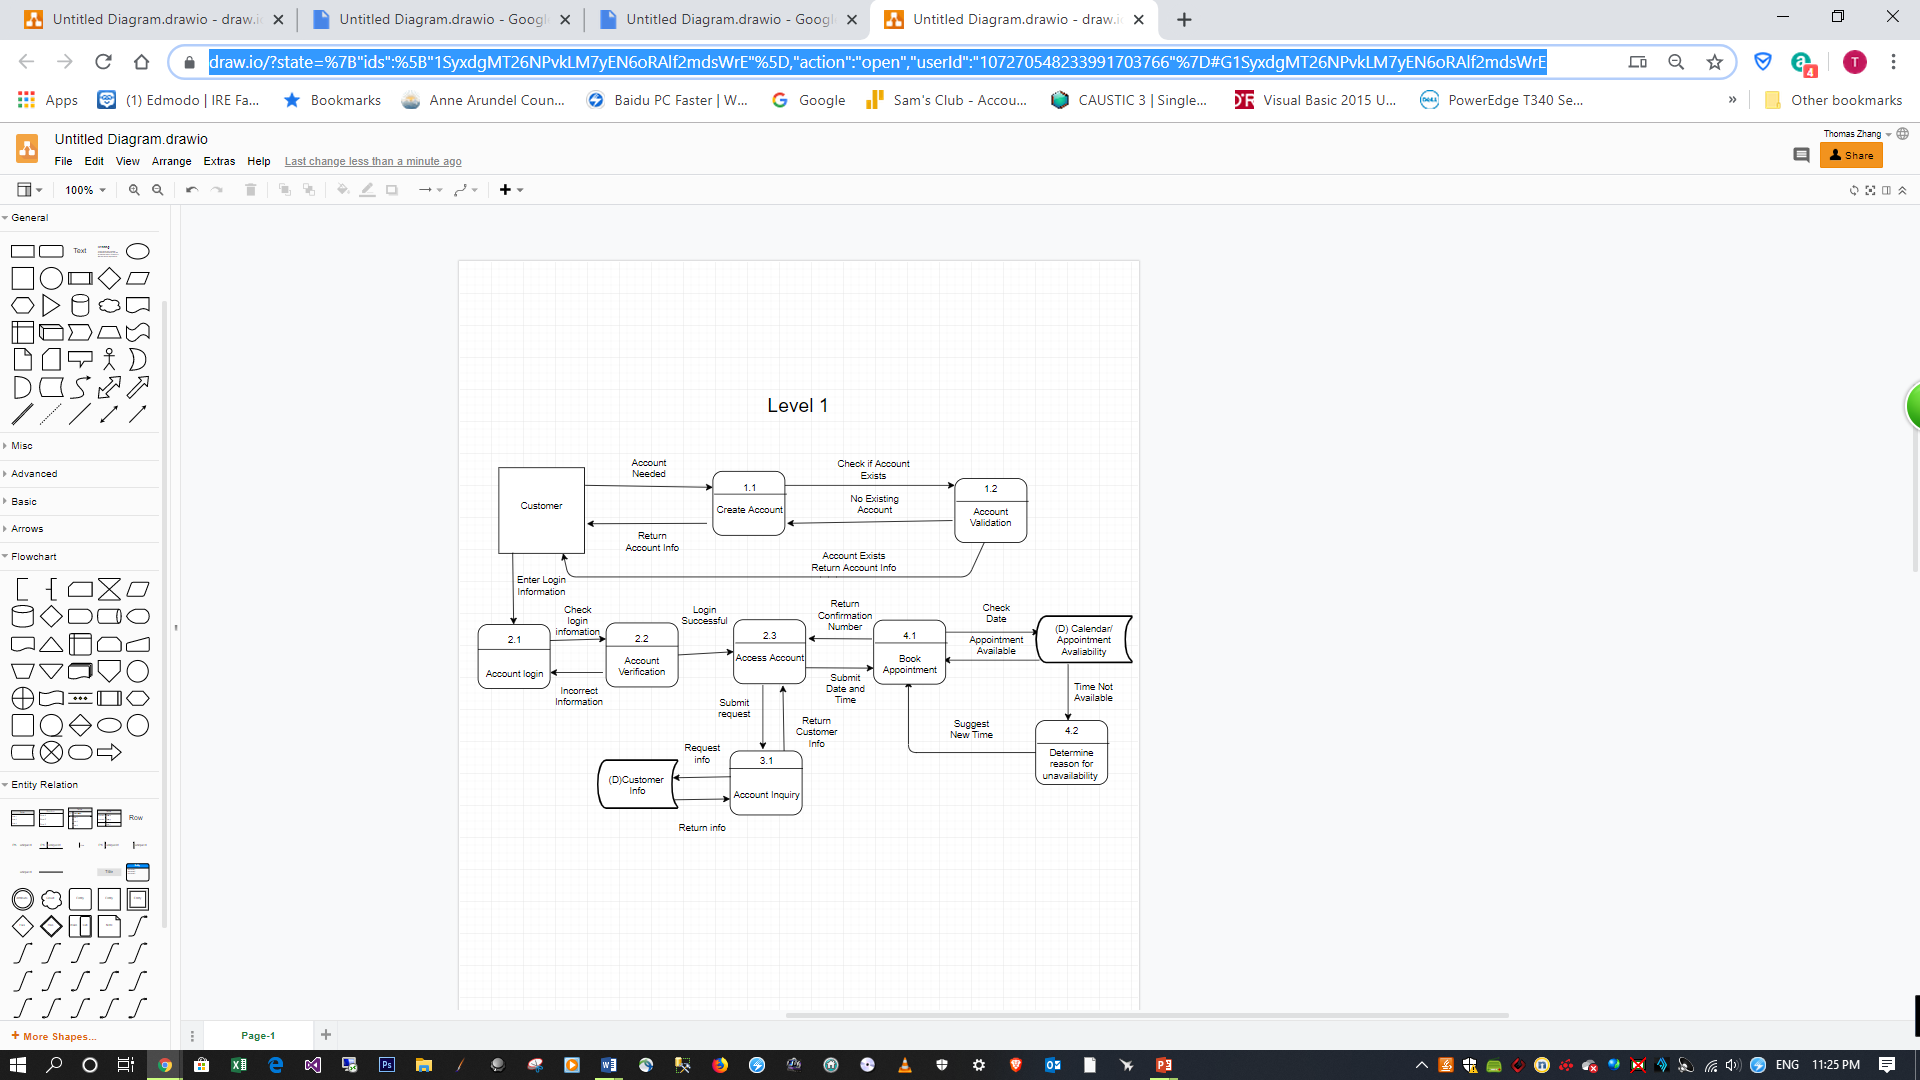 Untitled Diagram.drawio - draw.i
Untitled Diagram.drawio - Googl
Untitled Diagram.drawio - Googl
Untitled Diagram.drawio - draw.i
draw.io/?state=%7B"ids":%5B"1SyxdgMT26NPvkLM7yEN6oRAlf2mdsWrE"%5D,"action":"open","userId":"107270548233991703766"%7D#G1SyxdgMT26NPvkLM7yEN6oRAlf2mdsWrE
4
T
Apps
(1) Edmodo | IRE Fa...
Bookmarks
Anne Arundel Coun...
Baidu PC Faster | W...
Google
Sam's Club - Accou...
CAUSTIC 3 | Single...
Visual Basic 2015 U...
PowerEdge T340 Se...
»
Other bookmarks
Untitled Diagram.drawio
Thomas Zhang
File Edit View Arrange Extras Help Last change less than a minute ago
Share
100%
General
Text
Misc
Advanced
Basic
Arrows
Flowchart
Entity Relation
Row
Title
+ More Shapes...
Level 1
Customer
Account
Needed
1.1
Create Account
Check if Account
Exists
No Existing
Account
1.2
Account
Validation
Return
Account Info
Account Exists
Return Account Info
Enter Login
Information
2.1
Account login
Check
login
infomation
Incorrect
Information
2.2
Account
Verification
Login
Successful
2.3
Access Account
Return
Confirmation
Number
Submit
Date and
Time
4.1
Book
Appointment
Check
Date
Appointment
Available
(D) Calendar/
Appointment
Avaliability
Time Not
Available
4.2
Determine
reason for
unavailability
Suggest
New Time
Submit
request
Return
Customer
Info
Request
info
(D)Customer
Info
3.1
Account Inquiry
Return info
Page-1
ENG
11:25 PM